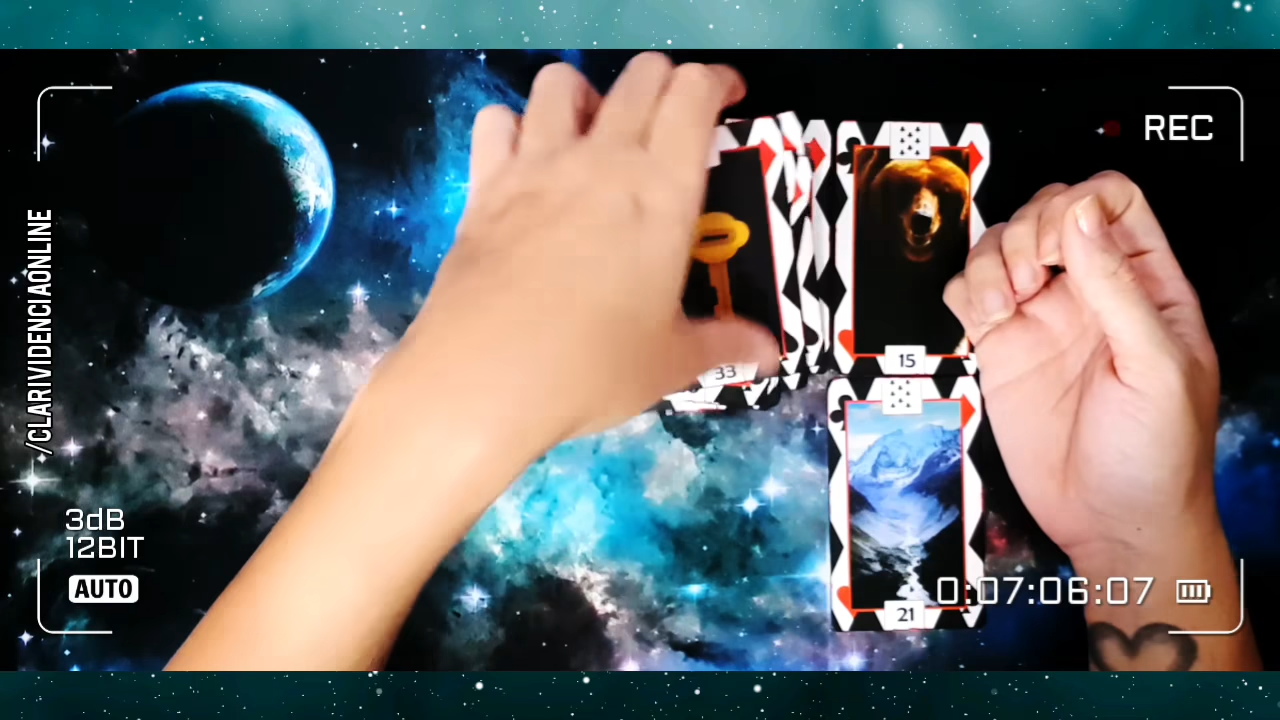 REC
/CLARIVIDENCIAONLINE
33
15
3dB
12BIT
AUTO
0:07:06:07
21